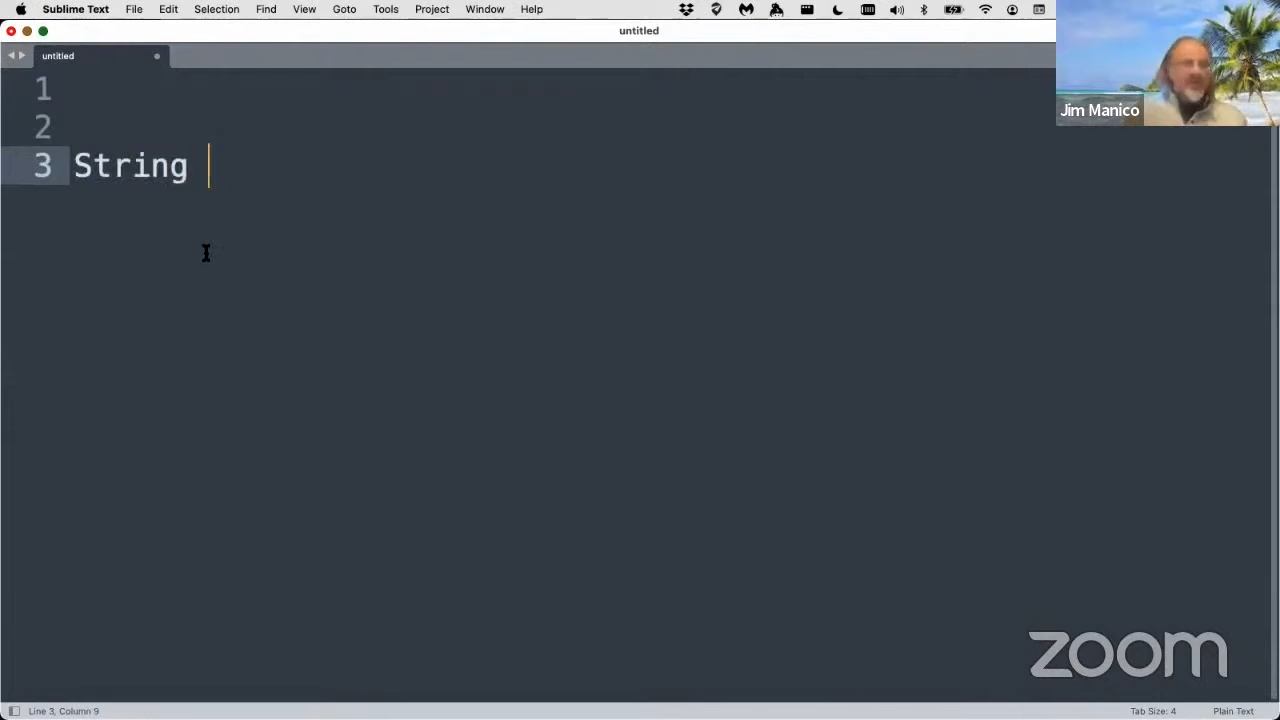 Sublime Text File Edit Selection Find View Goto Tools Project Window Help
untitled
untitled
Jim Manico
1
2
3 String
zoom
Line 3, Column 9 Tab Size: 4 Plain Text